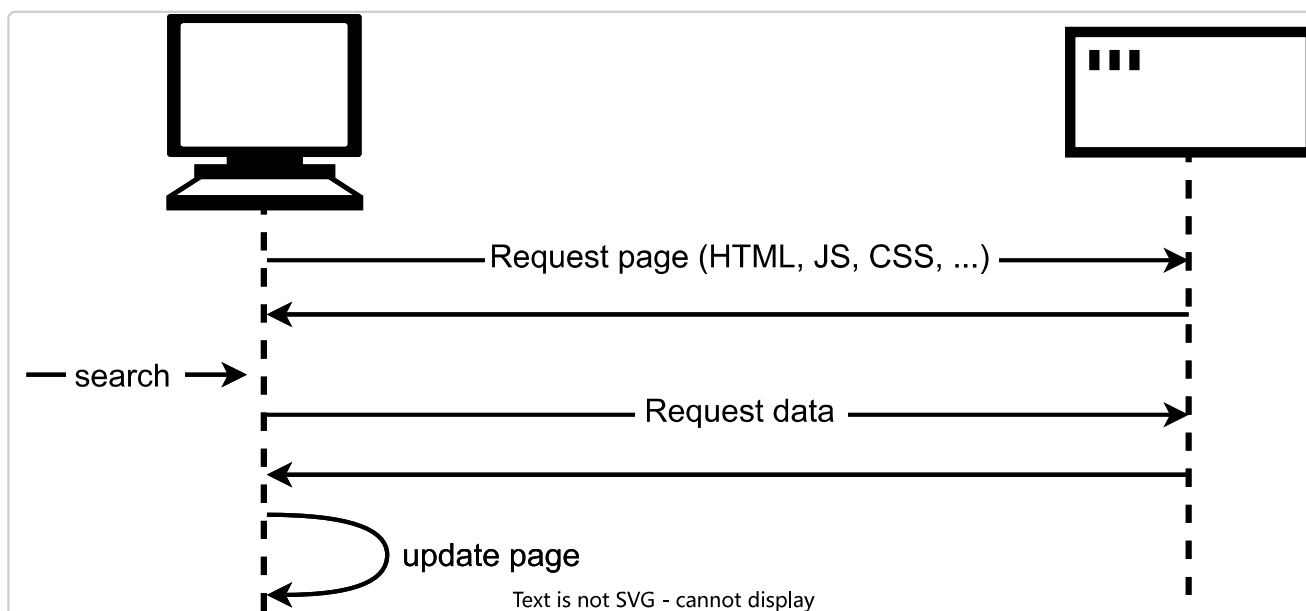 Request page (HTML, JS, CSS, ...)
search
Request data
update page
Text is not SVG - cannot display